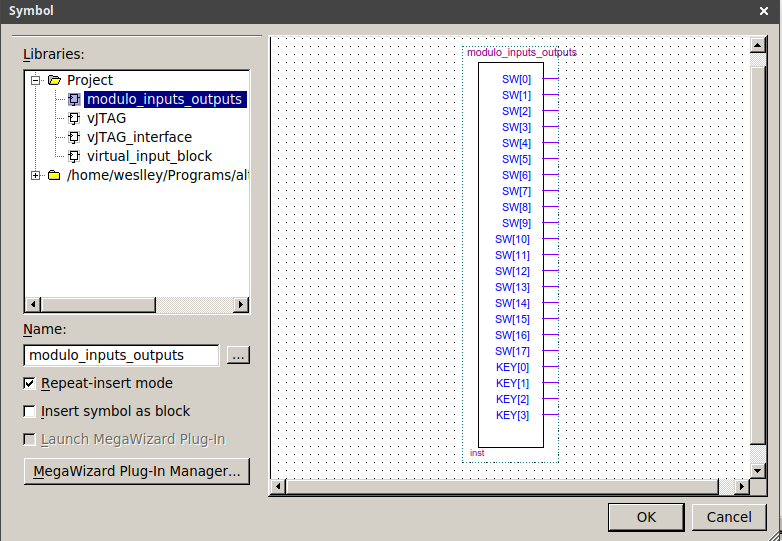 Symbol
Libraries:
Project
modulo_inputs_outputs
vJTAG
vJTAG_interface
virtual_input_block
/home/weslley/Programs/alt
Name:
modulo_inputs_outputs
...
Repeat-insert mode
Insert symbol as block
Launch MegaWizard Plug-In
MegaWizard Plug-In Manager...
modulo_inputs_outputs
SW[0]
SW[1]
SW[2]
SW[3]
SW[4]
SW[5]
SW[6]
SW[7]
SW[8]
SW[9]
SW[10]
SW[11]
SW[12]
SW[13]
SW[14]
SW[15]
SW[16]
SW[17]
KEY[0]
KEY[1]
KEY[2]
KEY[3]
inst
OK
Cancel